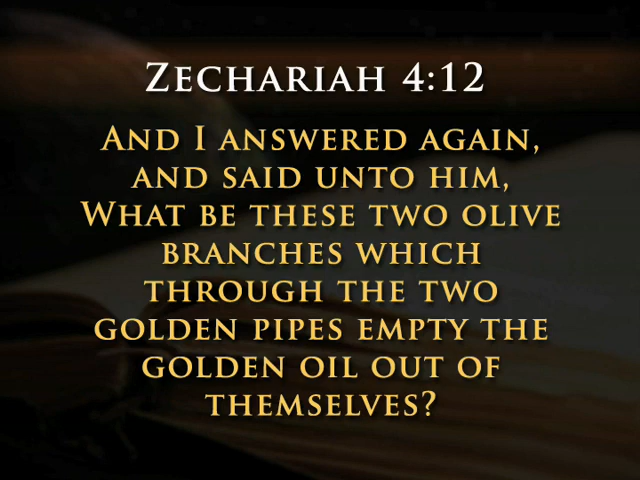 Zechariah 4:12
And I answered again,
and said unto him,
What be these two olive
branches which
through the two
golden pipes empty the
golden oil out of
themselves?